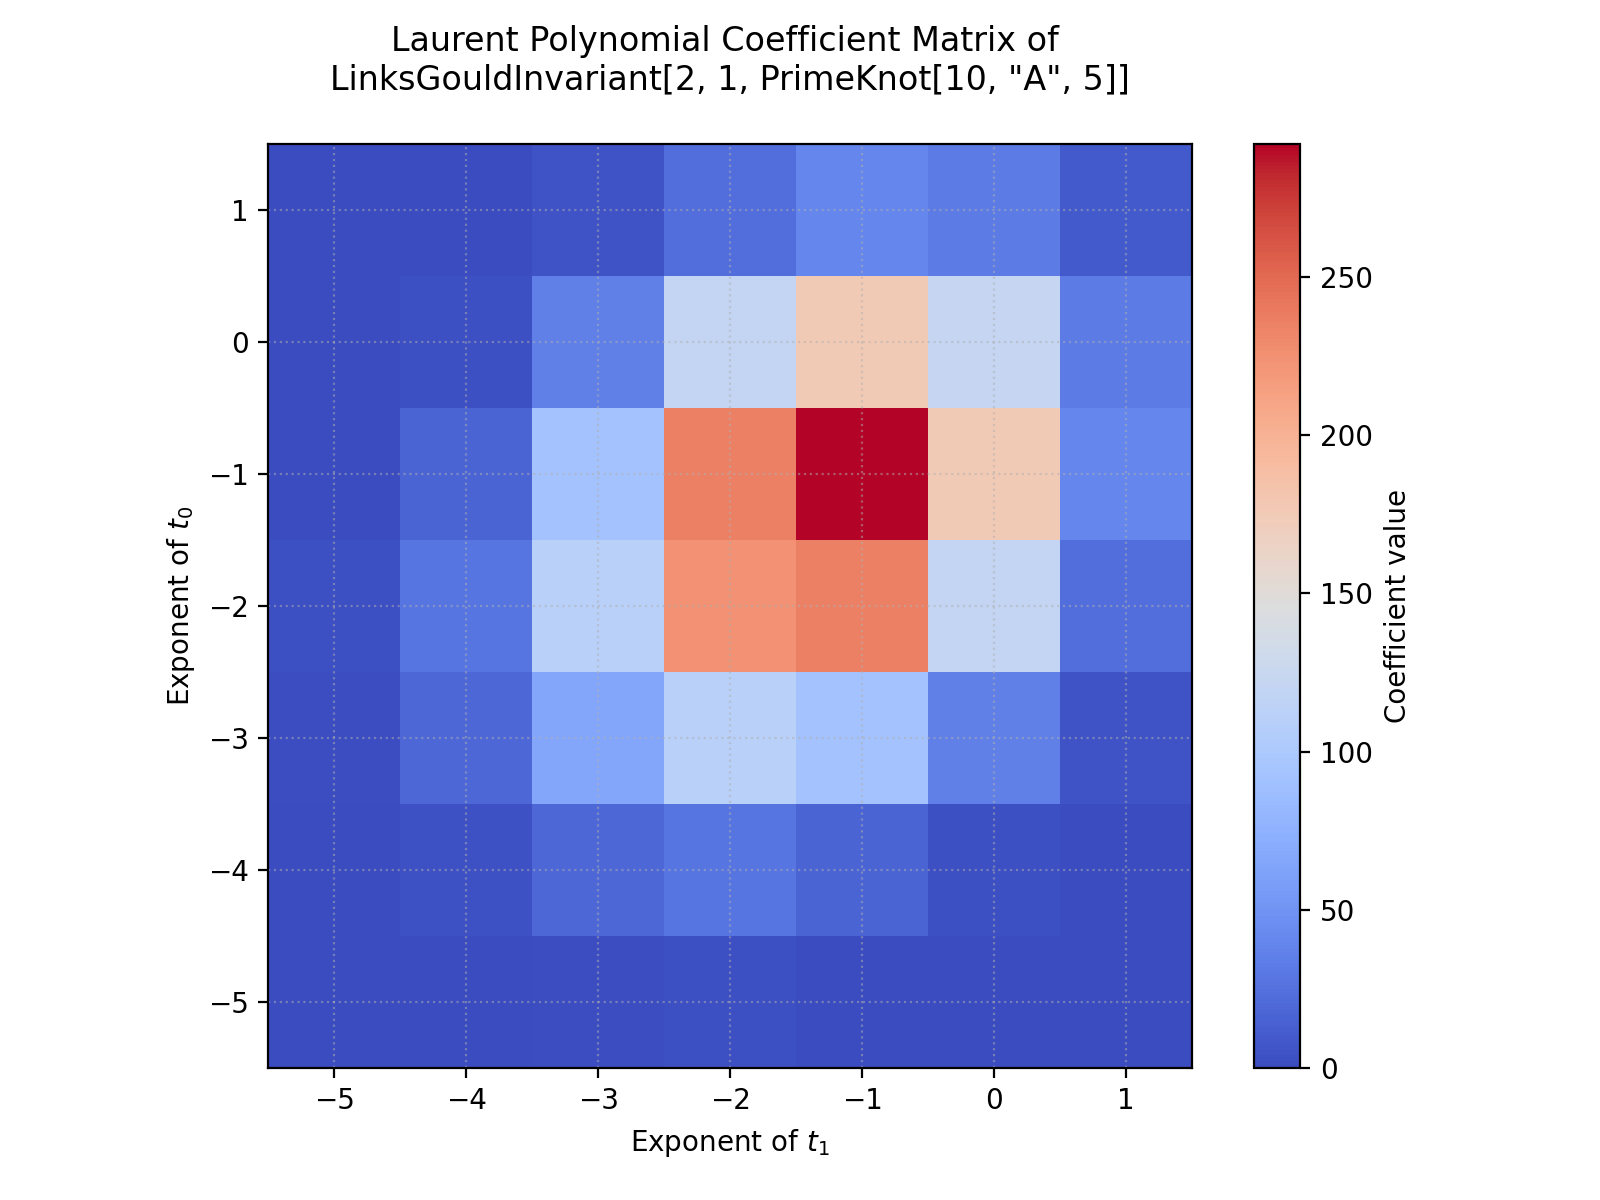 Laurent Polynomial Coefficient Matrix of
LinksGouldInvariant[2, 1, PrimeKnot[10, "A", 5]]
1
0
−1
−2
−3
−4
−5
Exponent of t₀
−5 −4 −3 −2 −1 0 1
Exponent of t₁
250
200
150
100
50
0
Coefficient value